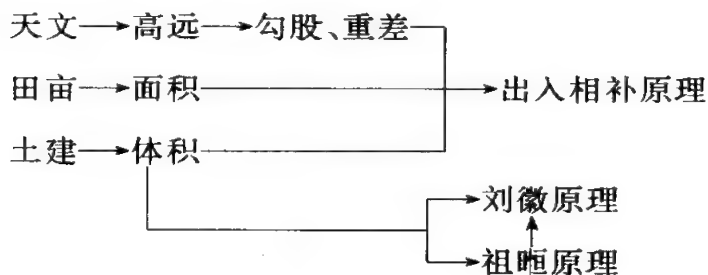 天文→高远→勾股、重差
田亩→面积→出入相补原理
土建→体积
刘徽原理
祖暅原理